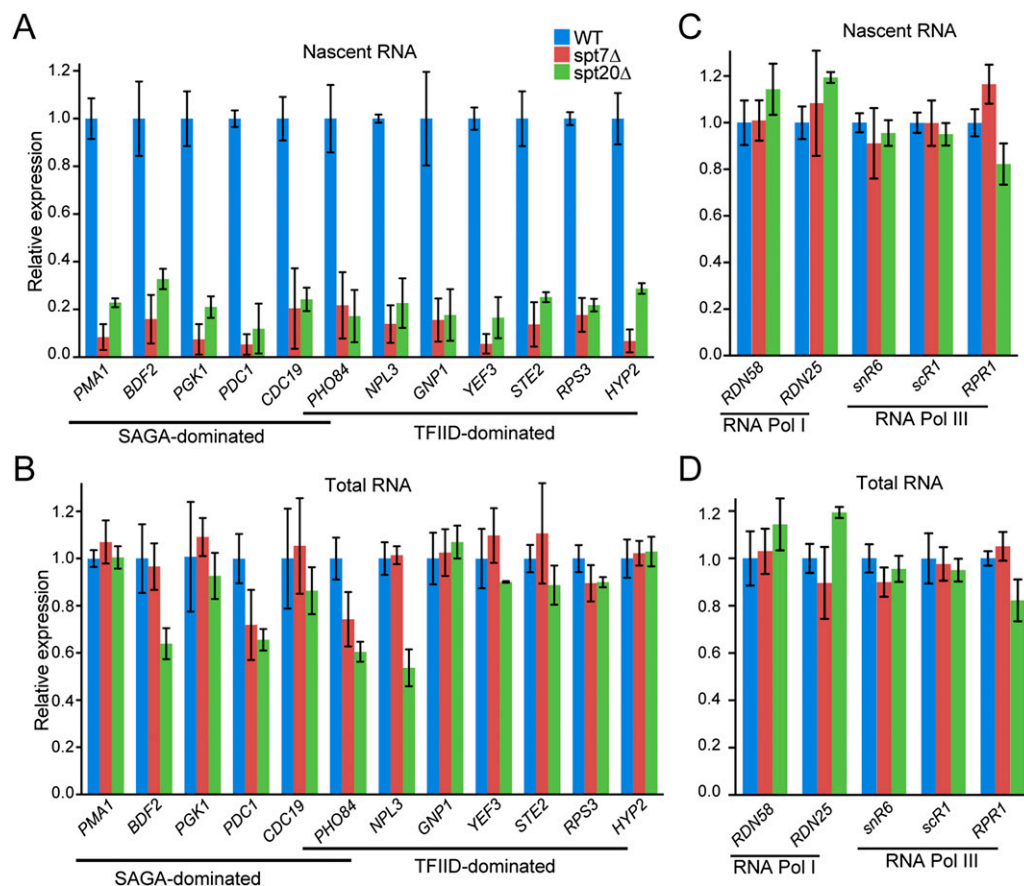 A
Nascent RNA
WT
spt7Δ
spt20Δ
Relative expression
1.2
1.0
0.8
0.6
0.4
0.2
0.0
PMA1 BDF2 PGK1 PDC1 CDC19 PHO84 NPL3 GNP1 YEF3 STE2 RPS3 HYP2
SAGA-dominated TFIID-dominated
C
Nascent RNA
1.2
1.0
0.8
0.6
0.4
0.2
0.0
RDN58 RDN25 snR6 scR1 RPR1
RNA Pol I RNA Pol III
B
Total RNA
Relative expression
1.2
1.0
0.8
0.6
0.4
0.2
0.0
PMA1 BDF2 PGK1 PDC1 CDC19 PHO84 NPL3 GNP1 YEF3 STE2 RPS3 HYP2
SAGA-dominated TFIID-dominated
D
Total RNA
1.2
1.0
0.8
0.6
0.4
0.2
0.0
RDN58 RDN25 snR6 scR1 RPR1
RNA Pol I RNA Pol III